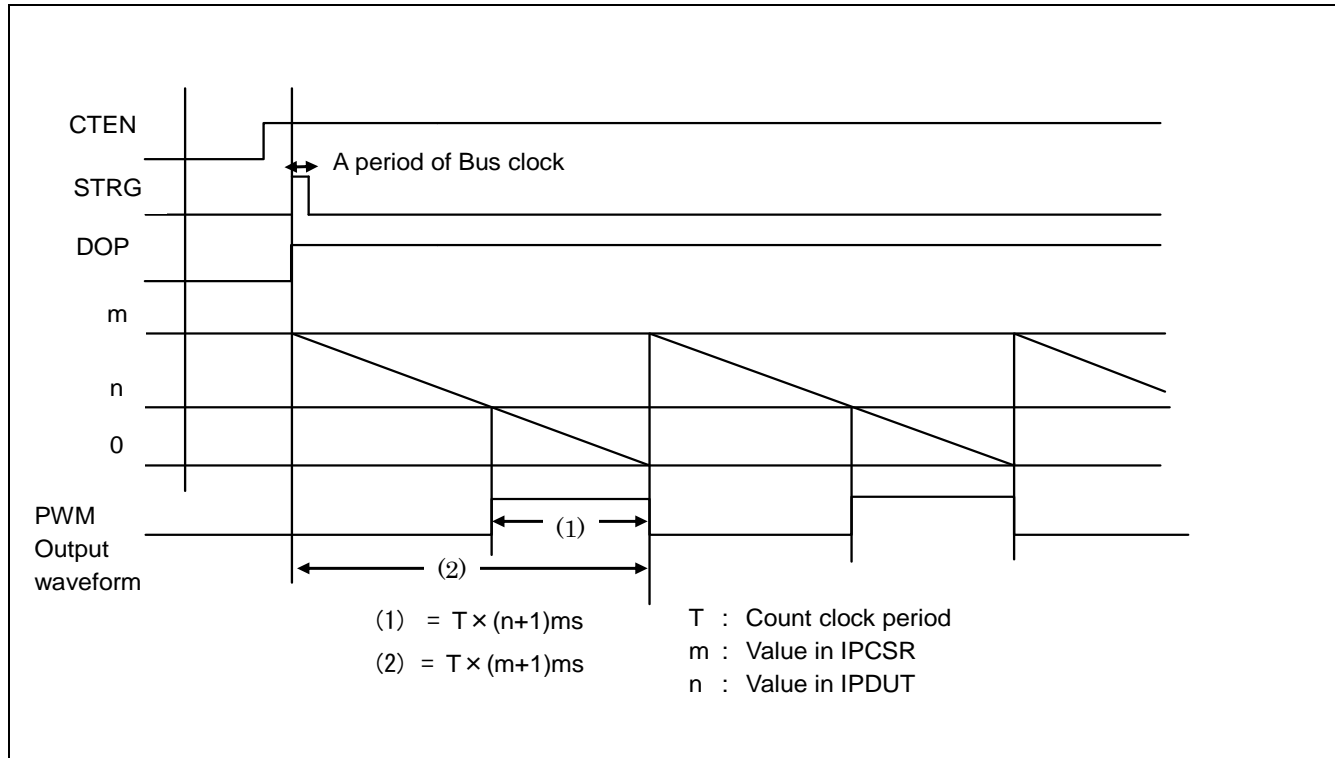 CTEN
A period of Bus clock
STRG
DOP
m
n
0
PWM
Output
waveform
(1)
(2)
(1) = T×(n+1)ms
(2) = T×(m+1)ms
T : Count clock period
m : Value in IPCSR
n : Value in IPDUT